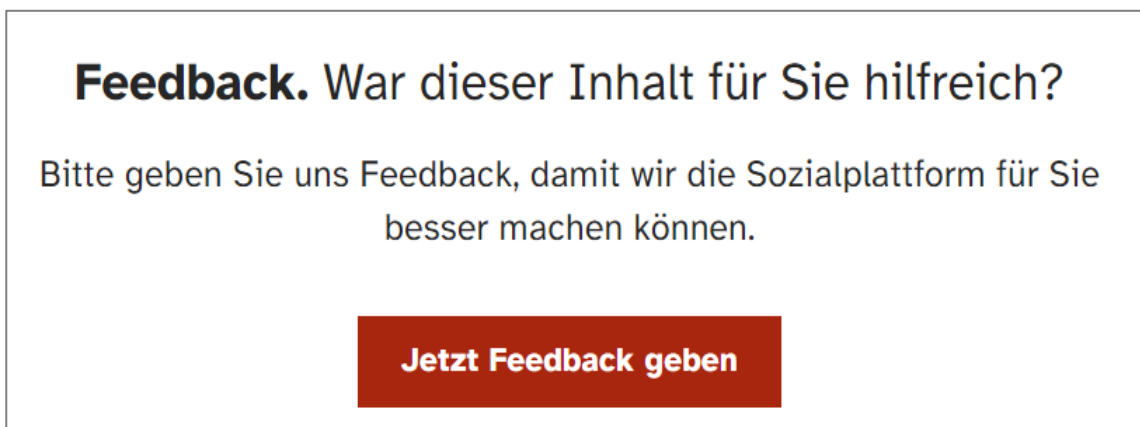 Feedback. War dieser Inhalt für Sie hilfreich?
Bitte geben Sie uns Feedback, damit wir die Sozialplattform für Sie
besser machen können.
Jetzt Feedback geben